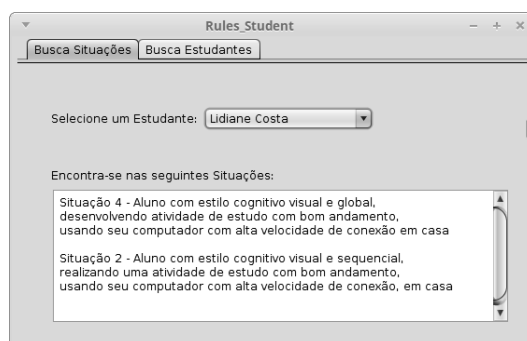 Rules_Student
Busca Situações Busca Estudantes
Selecione um Estudante: Lidiane Costa
Encontra-se nas seguintes Situações:
Situação 4 - Aluno com estilo cognitivo visual e global,
desenvolvendo atividade de estudo com bom andamento,
usando seu computador com alta velocidade de conexão em casa
Situação 2 - Aluno com estilo cognitivo visual e sequencial,
realizando uma atividade de estudo com bom andamento,
usando seu computador com alta velocidade de conexão, em casa